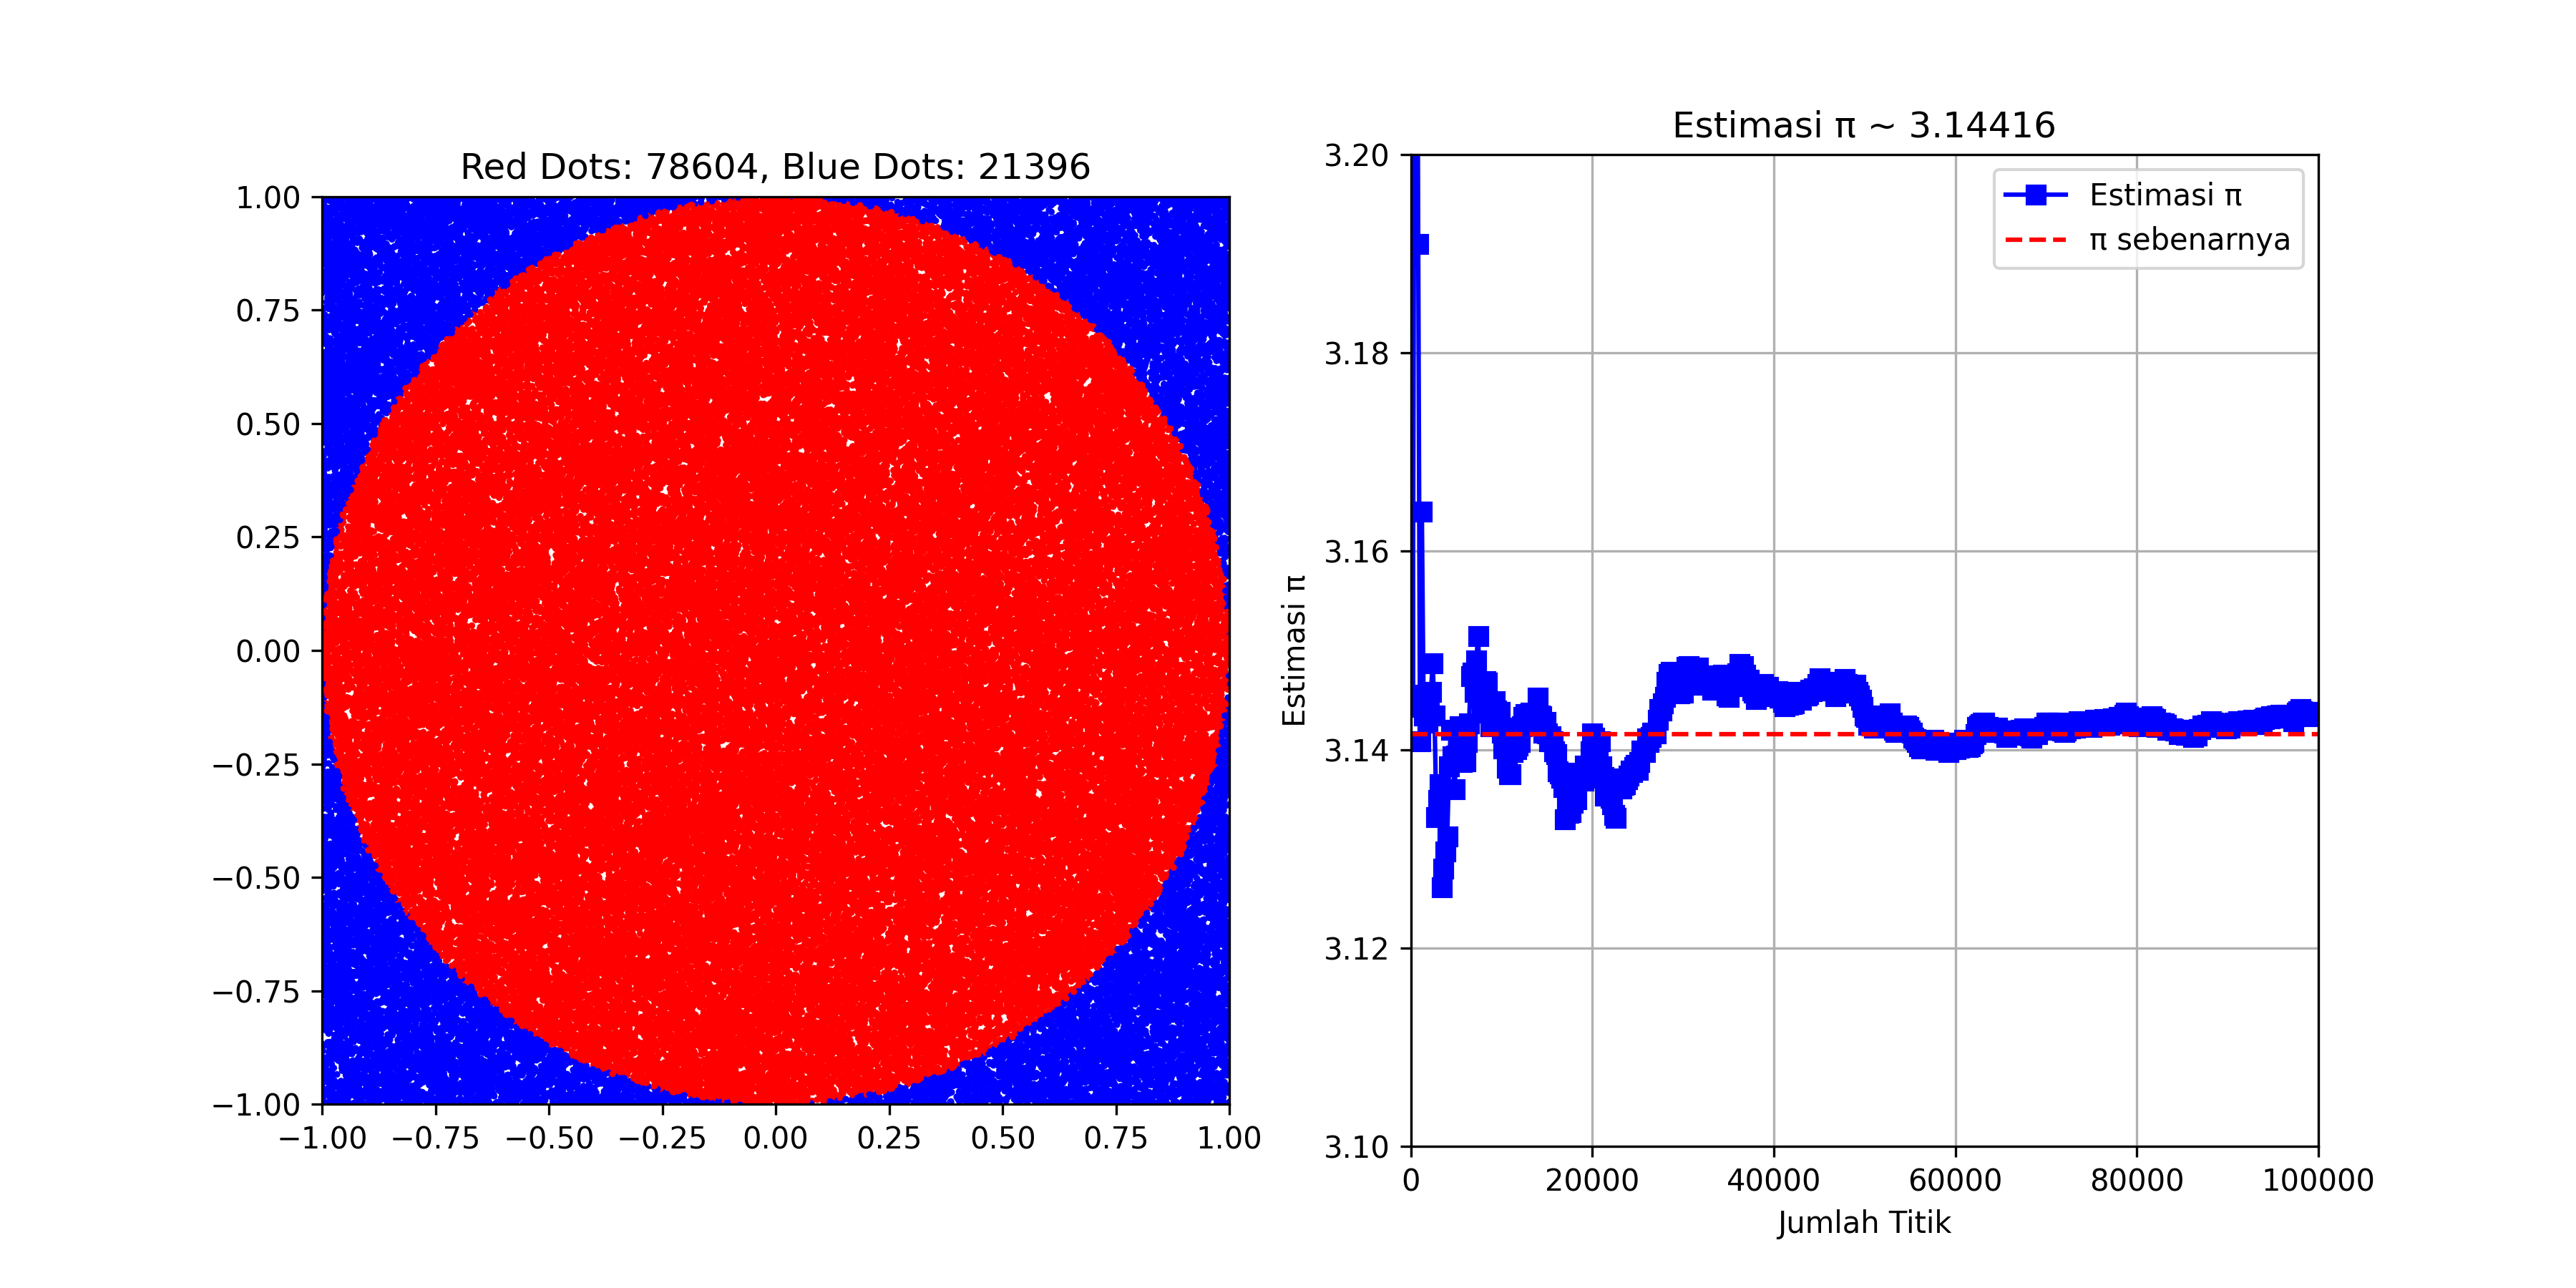 Red Dots: 78604, Blue Dots: 21396
1.00
0.75
0.50
0.25
0.00
−0.25
−0.50
−0.75
−1.00
−1.00 −0.75 −0.50 −0.25 0.00 0.25 0.50 0.75 1.00
Estimasi π ~ 3.14416
Estimasi π
π sebenarnya
3.20
3.18
3.16
3.14
3.12
3.10
Estimasi π
0 20000 40000 60000 80000 100000
Jumlah Titik